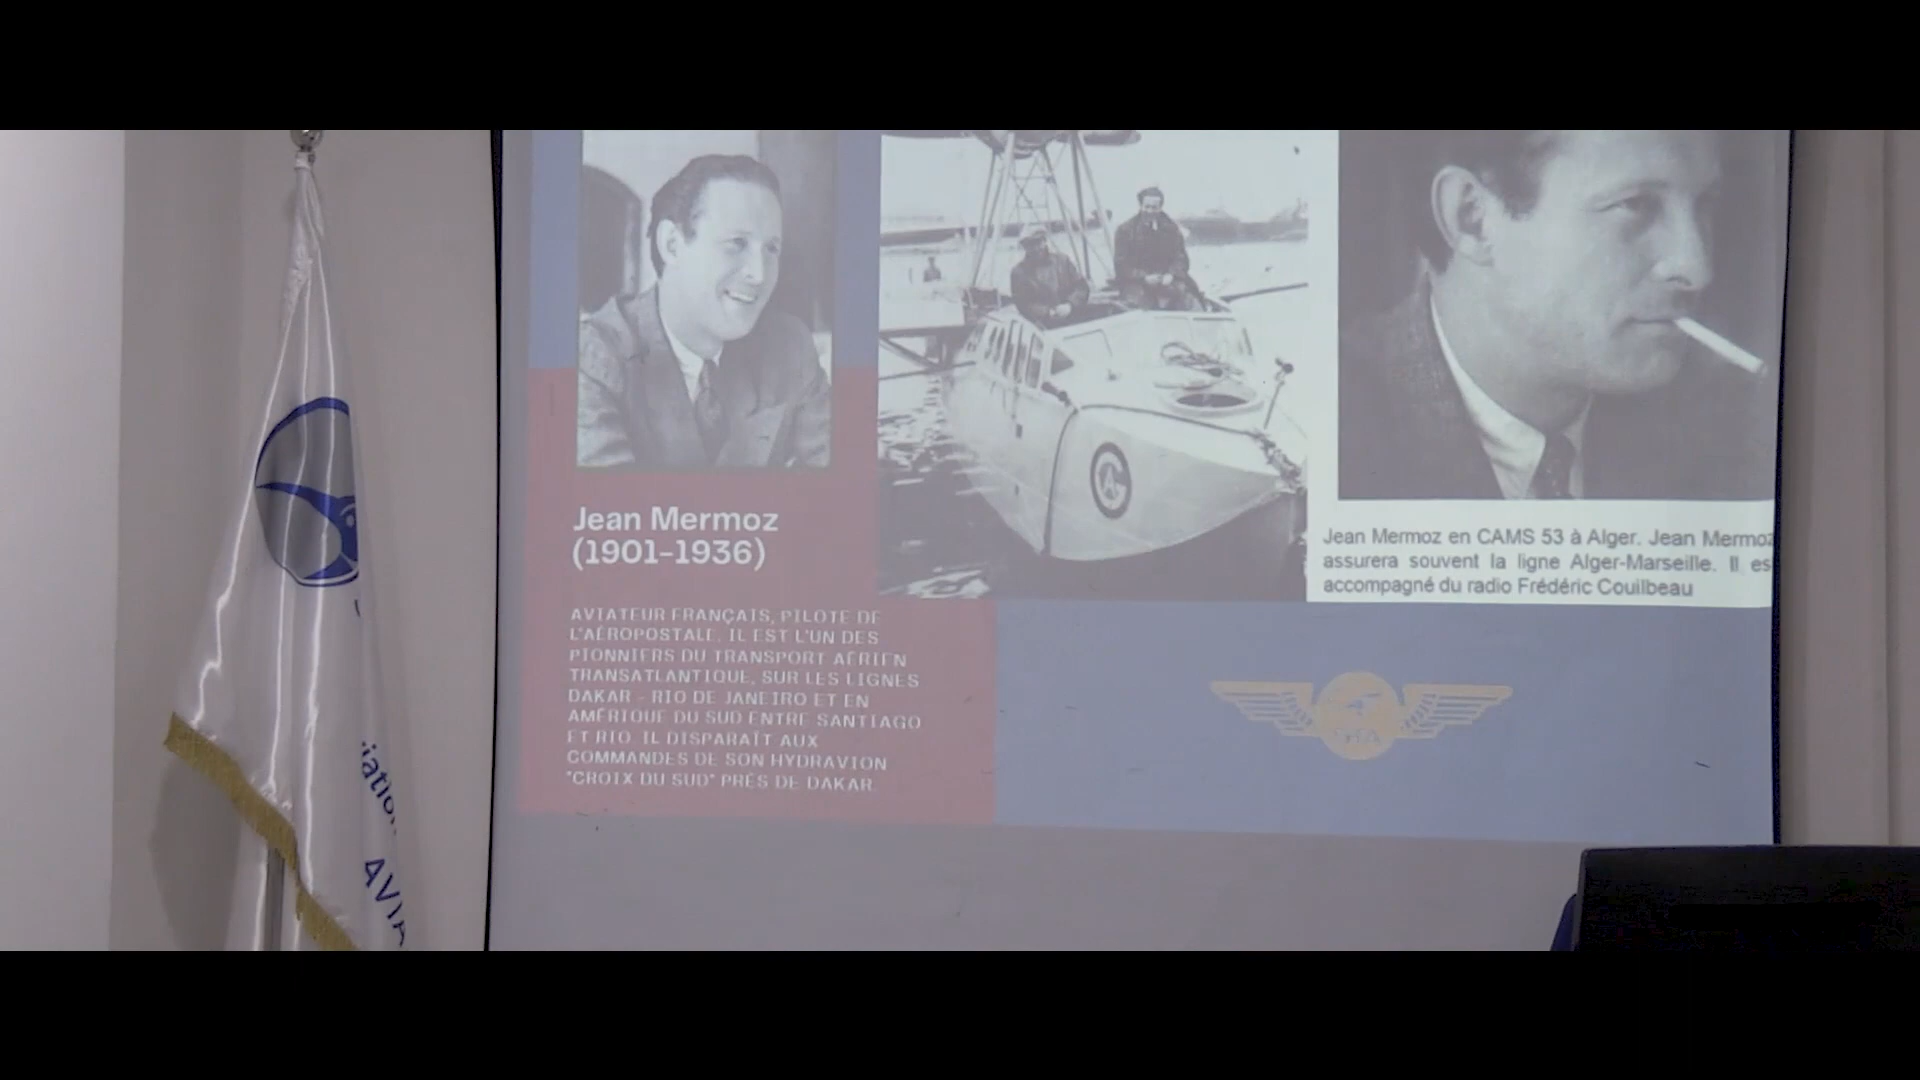 Jean Mermoz
(1901-1936)
AVIATEUR FRANÇAIS, PILOTE DE
L'AÉROPOSTALE. IL EST L'UN DES
PIONNIERS DU TRANSPORT AÉRIEN
TRANSATLANTIQUE, SUR LES LIGNES
DAKAR - RIO DE JANEIRO ET EN
AMÉRIQUE DU SUD ENTRE SANTIAGO
ET RIO. IL DISPARAÎT AUX
COMMANDES DE SON HYDRAVION
"CROIX DU SUD" PRÈS DE DAKAR.
Jean Mermoz en CAMS 53 à Alger. Jean Mermoz
assurera souvent la ligne Alger-Marseille. Il es
accompagné du radio Frédéric Couilbeau